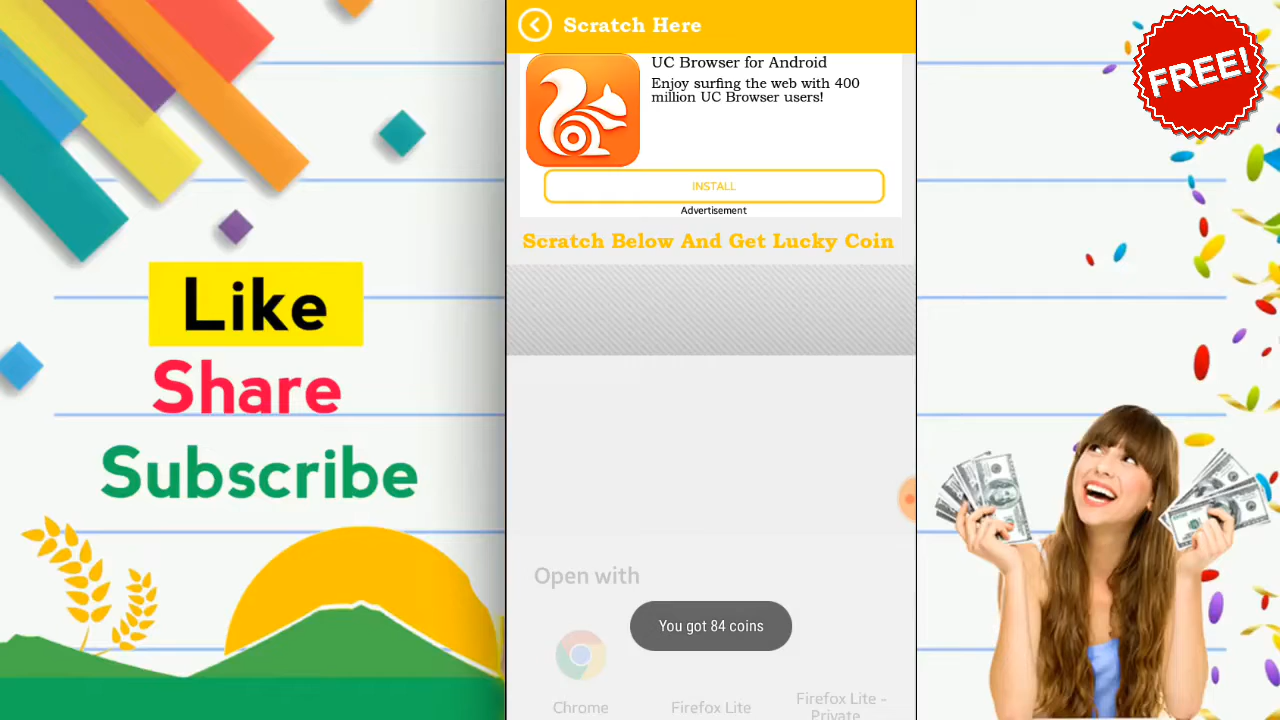 Like
Share
Subscribe
Scratch Here
UC Browser for Android
Enjoy surfing the web with 400
million UC Browser users!
INSTALL
Advertisement
Scratch Below And Get Lucky Coin
Open with
You got 84 coins
Chrome
Firefox Lite
Firefox Lite -
Private
FREE!